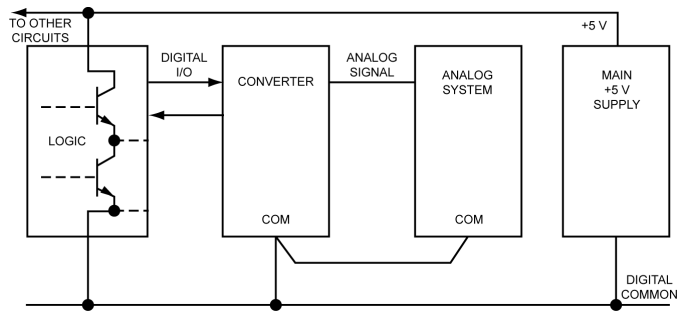 TO OTHER
CIRCUITS
+5 V
DIGITAL
I/O
CONVERTER
ANALOG
SIGNAL
ANALOG
SYSTEM
MAIN
+5 V
SUPPLY
LOGIC
COM
COM
DIGITAL
COMMON